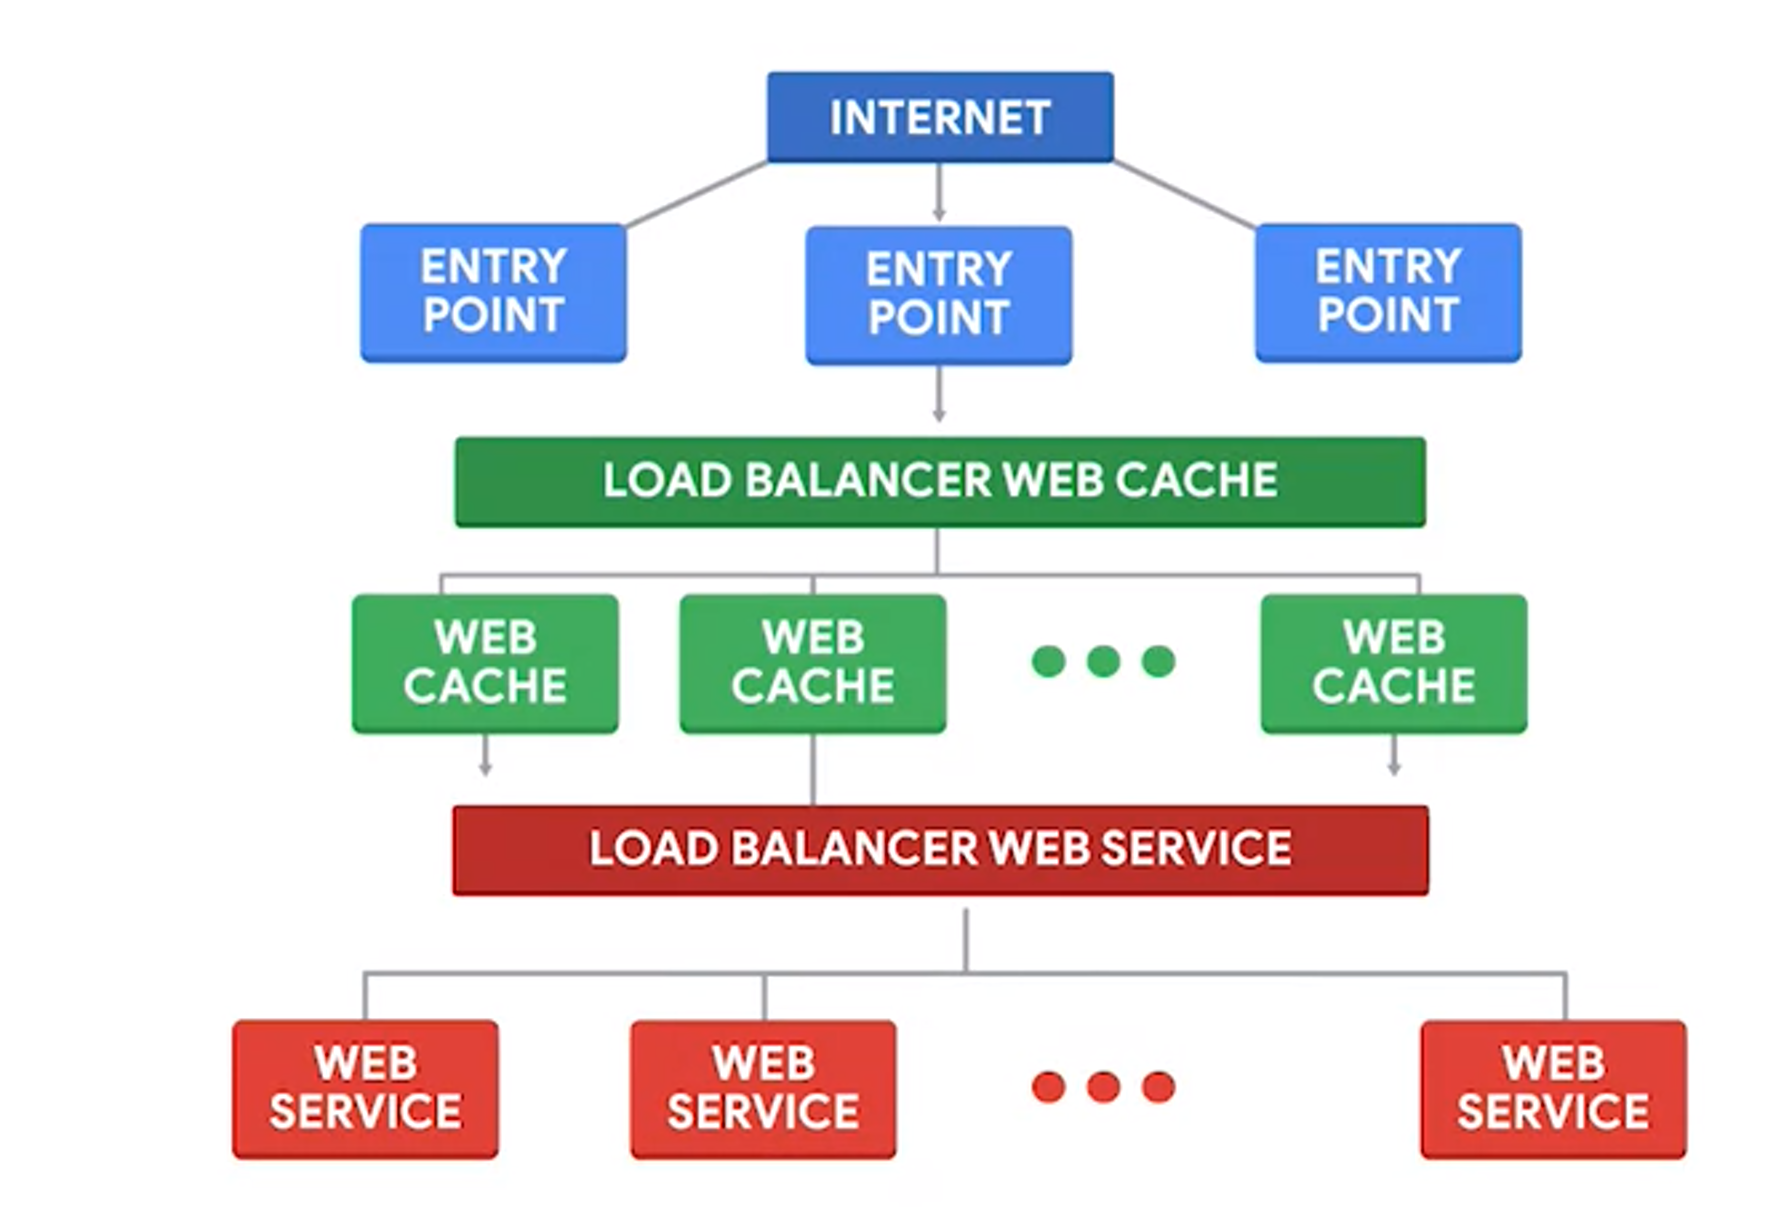 INTERNET
ENTRY
POINT
ENTRY
POINT
ENTRY
POINT
LOAD BALANCER WEB CACHE
WEB
CACHE
WEB
CACHE
WEB
CACHE
LOAD BALANCER WEB SERVICE
WEB
SERVICE
WEB
SERVICE
WEB
SERVICE